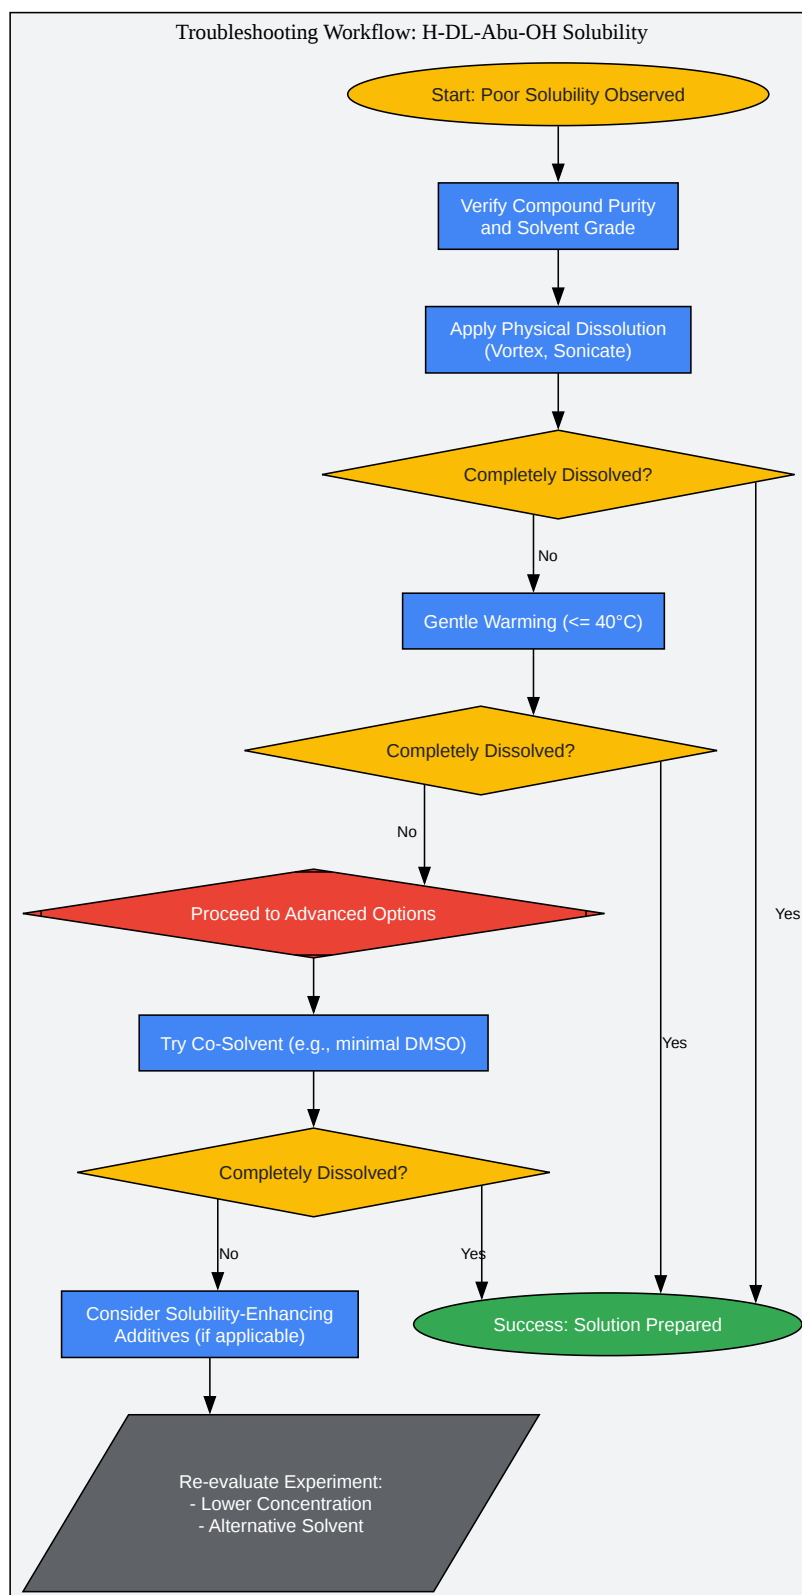 Troubleshooting Workflow: H-DL-Abu-OH Solubility
Start: Poor Solubility Observed
Verify Compound Purity
and Solvent Grade
Apply Physical Dissolution
(Vortex, Sonicate)
Completely Dissolved?
No
Gentle Warming (<= 40°C)
Completely Dissolved?
No
Proceed to Advanced Options
Yes
Try Co-Solvent (e.g., minimal DMSO)
Yes
Completely Dissolved?
No
Yes
Consider Solubility-Enhancing
Additives (if applicable)
Success: Solution Prepared
Re-evaluate Experiment:
- Lower Concentration
- Alternative Solvent